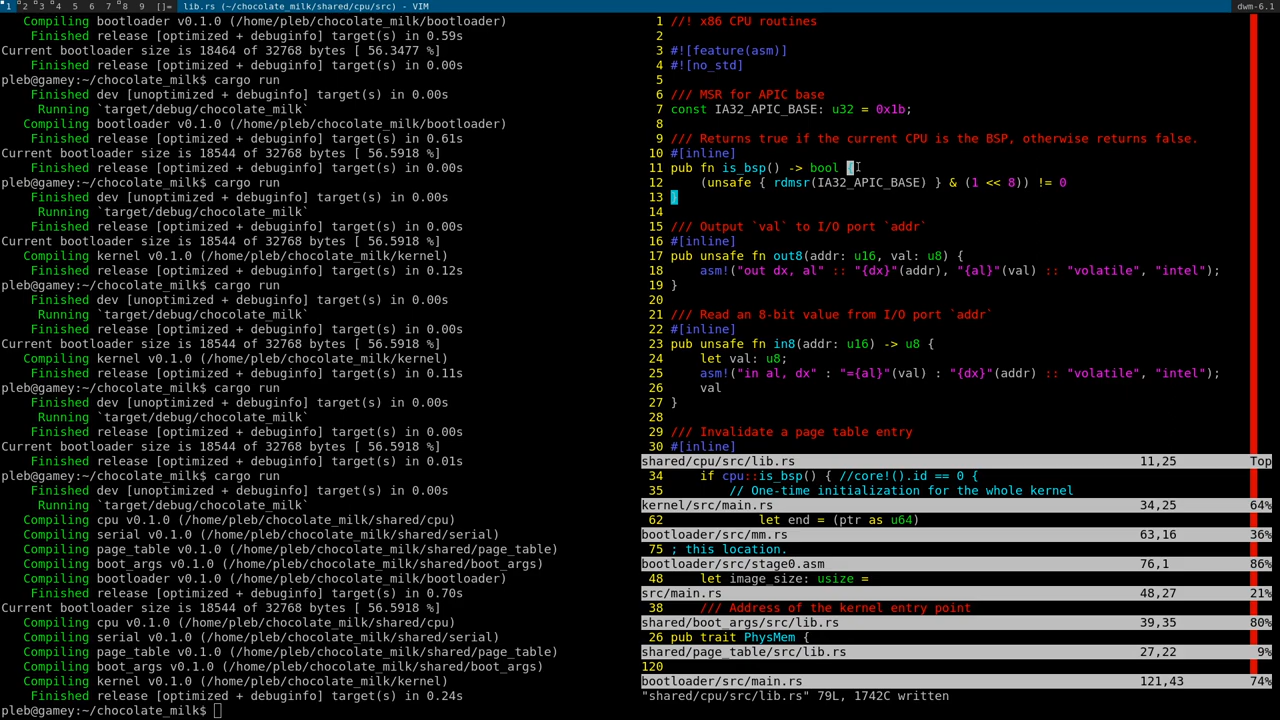 1 2 3 4 5 6 7 8 9 []= lib.rs (~/chocolate_milk/shared/cpu/src) - VIM dwm-6.1
Compiling bootloader v0.1.0 (/home/pleb/chocolate_milk/bootloader)
Finished release [optimized + debuginfo] target(s) in 0.59s
Current bootloader size is 18464 of 32768 bytes [ 56.3477 %]
Finished release [optimized + debuginfo] target(s) in 0.00s
pleb@gamey:~/chocolate_milk$ cargo run
Finished dev [unoptimized + debuginfo] target(s) in 0.00s
Running `target/debug/chocolate_milk`
Compiling bootloader v0.1.0 (/home/pleb/chocolate_milk/bootloader)
Finished release [optimized + debuginfo] target(s) in 0.61s
Current bootloader size is 18544 of 32768 bytes [ 56.5918 %]
Finished release [optimized + debuginfo] target(s) in 0.00s
pleb@gamey:~/chocolate_milk$ cargo run
Finished dev [unoptimized + debuginfo] target(s) in 0.00s
Running `target/debug/chocolate_milk`
Finished release [optimized + debuginfo] target(s) in 0.00s
Current bootloader size is 18544 of 32768 bytes [ 56.5918 %]
Compiling kernel v0.1.0 (/home/pleb/chocolate_milk/kernel)
Finished release [optimized + debuginfo] target(s) in 0.12s
pleb@gamey:~/chocolate_milk$ cargo run
Finished dev [unoptimized + debuginfo] target(s) in 0.00s
Running `target/debug/chocolate_milk`
Finished release [optimized + debuginfo] target(s) in 0.00s
Current bootloader size is 18544 of 32768 bytes [ 56.5918 %]
Compiling kernel v0.1.0 (/home/pleb/chocolate_milk/kernel)
Finished release [optimized + debuginfo] target(s) in 0.11s
pleb@gamey:~/chocolate_milk$ cargo run
Finished dev [unoptimized + debuginfo] target(s) in 0.00s
Running `target/debug/chocolate_milk`
Finished release [optimized + debuginfo] target(s) in 0.00s
Current bootloader size is 18544 of 32768 bytes [ 56.5918 %]
Finished release [optimized + debuginfo] target(s) in 0.01s
pleb@gamey:~/chocolate_milk$ cargo run
Finished dev [unoptimized + debuginfo] target(s) in 0.00s
Running `target/debug/chocolate_milk`
Compiling cpu v0.1.0 (/home/pleb/chocolate_milk/shared/cpu)
Compiling serial v0.1.0 (/home/pleb/chocolate_milk/shared/serial)
Compiling page_table v0.1.0 (/home/pleb/chocolate_milk/shared/page_table)
Compiling boot_args v0.1.0 (/home/pleb/chocolate_milk/shared/boot_args)
Compiling bootloader v0.1.0 (/home/pleb/chocolate_milk/bootloader)
Finished release [optimized + debuginfo] target(s) in 0.70s
Current bootloader size is 18544 of 32768 bytes [ 56.5918 %]
Compiling cpu v0.1.0 (/home/pleb/chocolate_milk/shared/cpu)
Compiling serial v0.1.0 (/home/pleb/chocolate_milk/shared/serial)
Compiling page_table v0.1.0 (/home/pleb/chocolate_milk/shared/page_table)
Compiling boot_args v0.1.0 (/home/pleb/chocolate_milk/shared/boot_args)
Compiling kernel v0.1.0 (/home/pleb/chocolate_milk/kernel)
Finished release [optimized + debuginfo] target(s) in 0.24s
pleb@gamey:~/chocolate_milk$
1 //! x86 CPU routines
2
3 #![feature(asm)]
4 #![no_std]
5
6 /// MSR for APIC base
7 const IA32_APIC_BASE: u32 = 0x1b;
8
9 /// Returns true if the current CPU is the BSP, otherwise returns false.
10 #[inline]
11 pub fn is_bsp() -> bool {
12     (unsafe { rdmsr(IA32_APIC_BASE) } & (1 << 8)) != 0
13 }
14
15 /// Output `val` to I/O port `addr`
16 #[inline]
17 pub unsafe fn out8(addr: u16, val: u8) {
18     asm!("out dx, al" :: "{dx}"(addr), "{al}"(val) :: "volatile", "intel");
19 }
20
21 /// Read an 8-bit value from I/O port `addr`
22 #[inline]
23 pub unsafe fn in8(addr: u16) -> u8 {
24     let val: u8;
25     asm!("in al, dx" : "={al}"(val) : "{dx}"(addr) :: "volatile", "intel");
26     val
27 }
28
29 /// Invalidate a page table entry
30 #[inline]
shared/cpu/src/lib.rs 11,25 Top
34     if cpu::is_bsp() { //core!().id == 0 {
35         // One-time initialization for the whole kernel
kernel/src/main.rs 34,25 64%
62             let end = (ptr as u64)
bootloader/src/mm.rs 63,16 36%
75 ; this location.
bootloader/src/stage0.asm 76,1 86%
48     let image_size: usize =
src/main.rs 48,27 21%
38     /// Address of the kernel entry point
shared/boot_args/src/lib.rs 39,35 80%
26 pub trait PhysMem {
shared/page_table/src/lib.rs 27,22 9%
120
bootloader/src/main.rs 121,43 74%
"shared/cpu/src/lib.rs" 79L, 1742C written